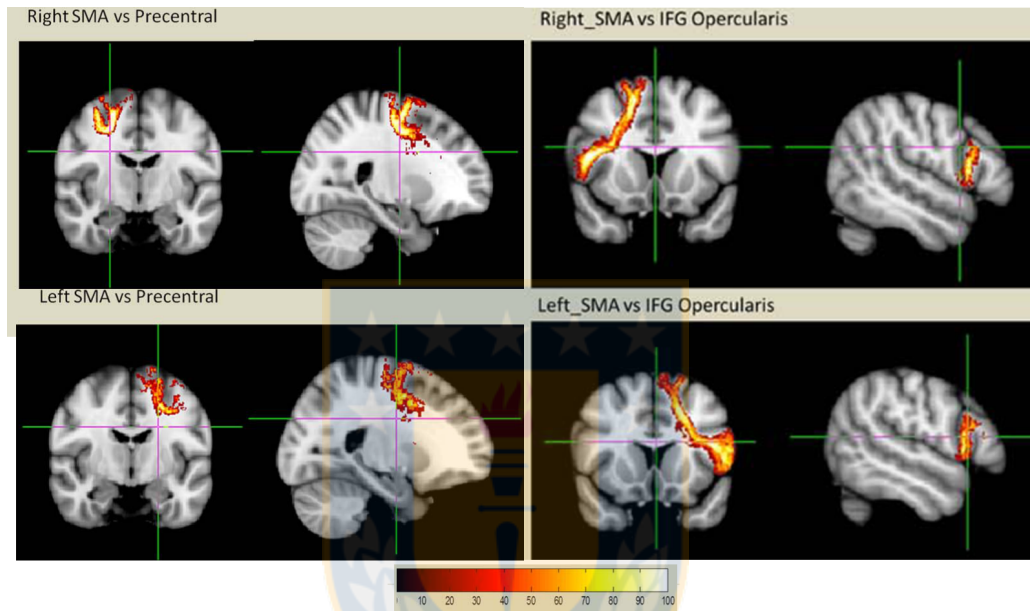 Right SMA vs Precentral
Right_SMA vs IFG Opercularis
Left SMA vs Precentral
Left_SMA vs IFG Opercularis
10 20 30 40 50 60 70 80 90 100